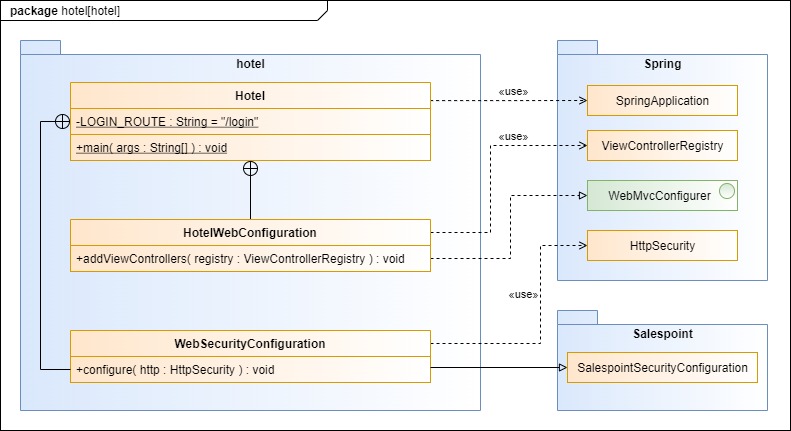 package hotel[hotel]
hotel
Hotel
-LOGIN_ROUTE : String = "/login"
+main( args : String[] ) : void
HotelWebConfiguration
+addViewControllers( registry : ViewControllerRegistry ) : void
WebSecurityConfiguration
+configure( http : HttpSecurity ) : void
«use»
«use»
«use»
Spring
SpringApplication
ViewControllerRegistry
WebMvcConfigurer
HttpSecurity
Salespoint
SalespointSecurityConfiguration